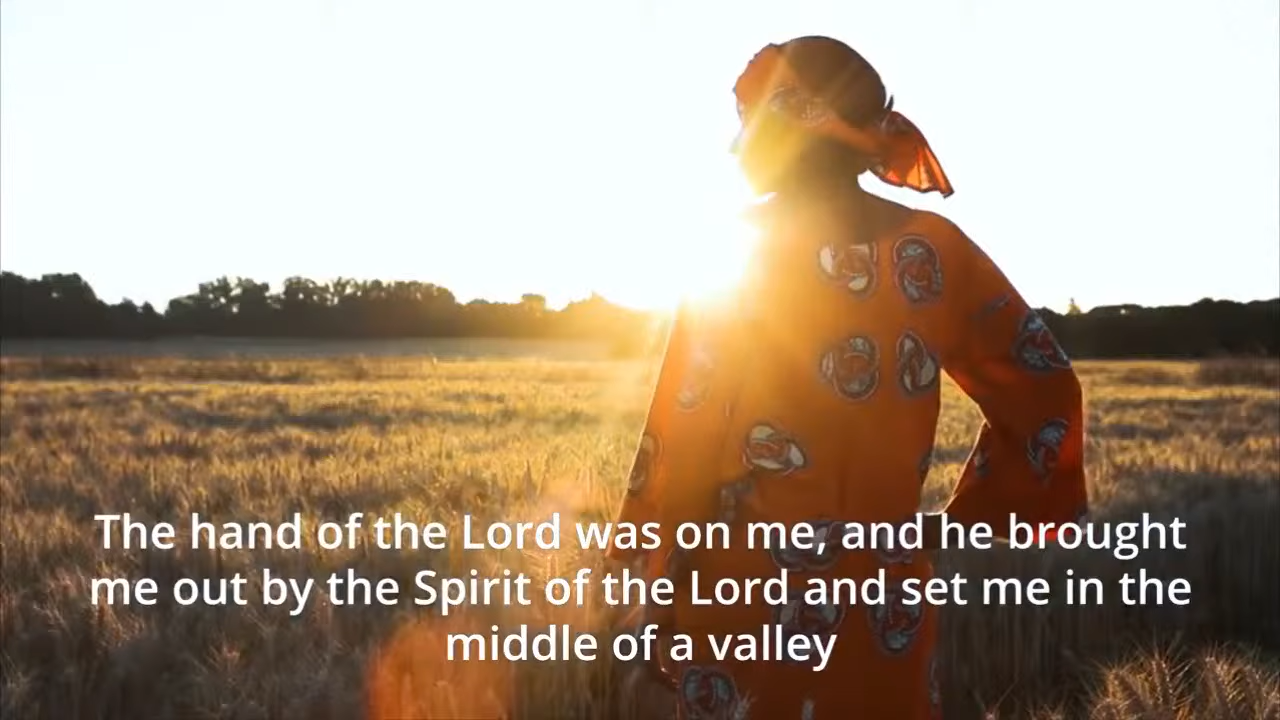 The hand of the Lord was on me, and he brought
me out by the Spirit of the Lord and set me in the
middle of a valley